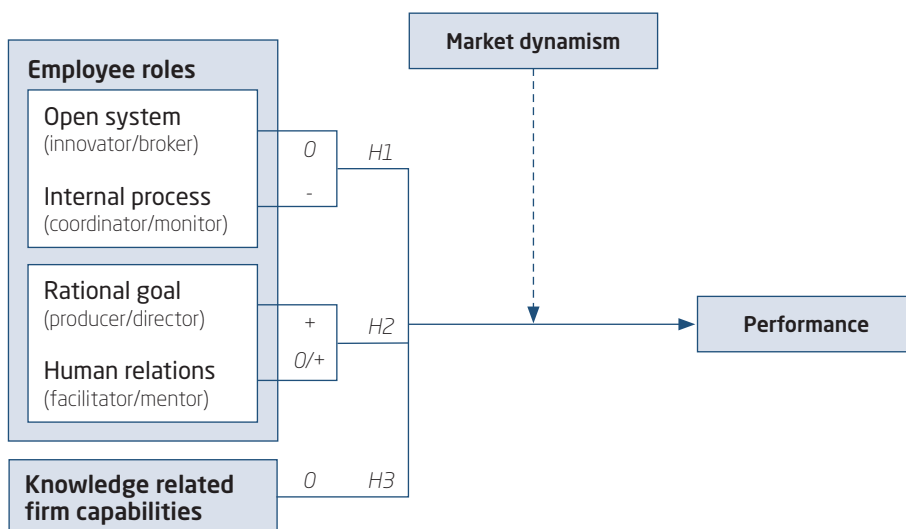 Market dynamism
Employee roles
Open system
(innovator/broker)
0
H1
Internal process
(coordinator/monitor)
-
Rational goal
(producer/director)
+
H2
0/+
Human relations
(facilitator/mentor)
Performance
Knowledge related
firm capabilities
0
H3